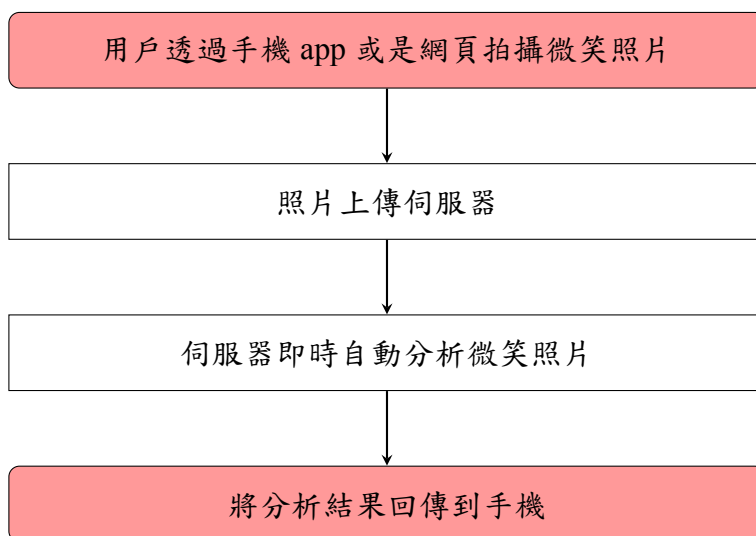 用戶透過手機 app 或是網頁拍攝微笑照片
照片上傳伺服器
伺服器即時自動分析微笑照片
將分析結果回傳到手機